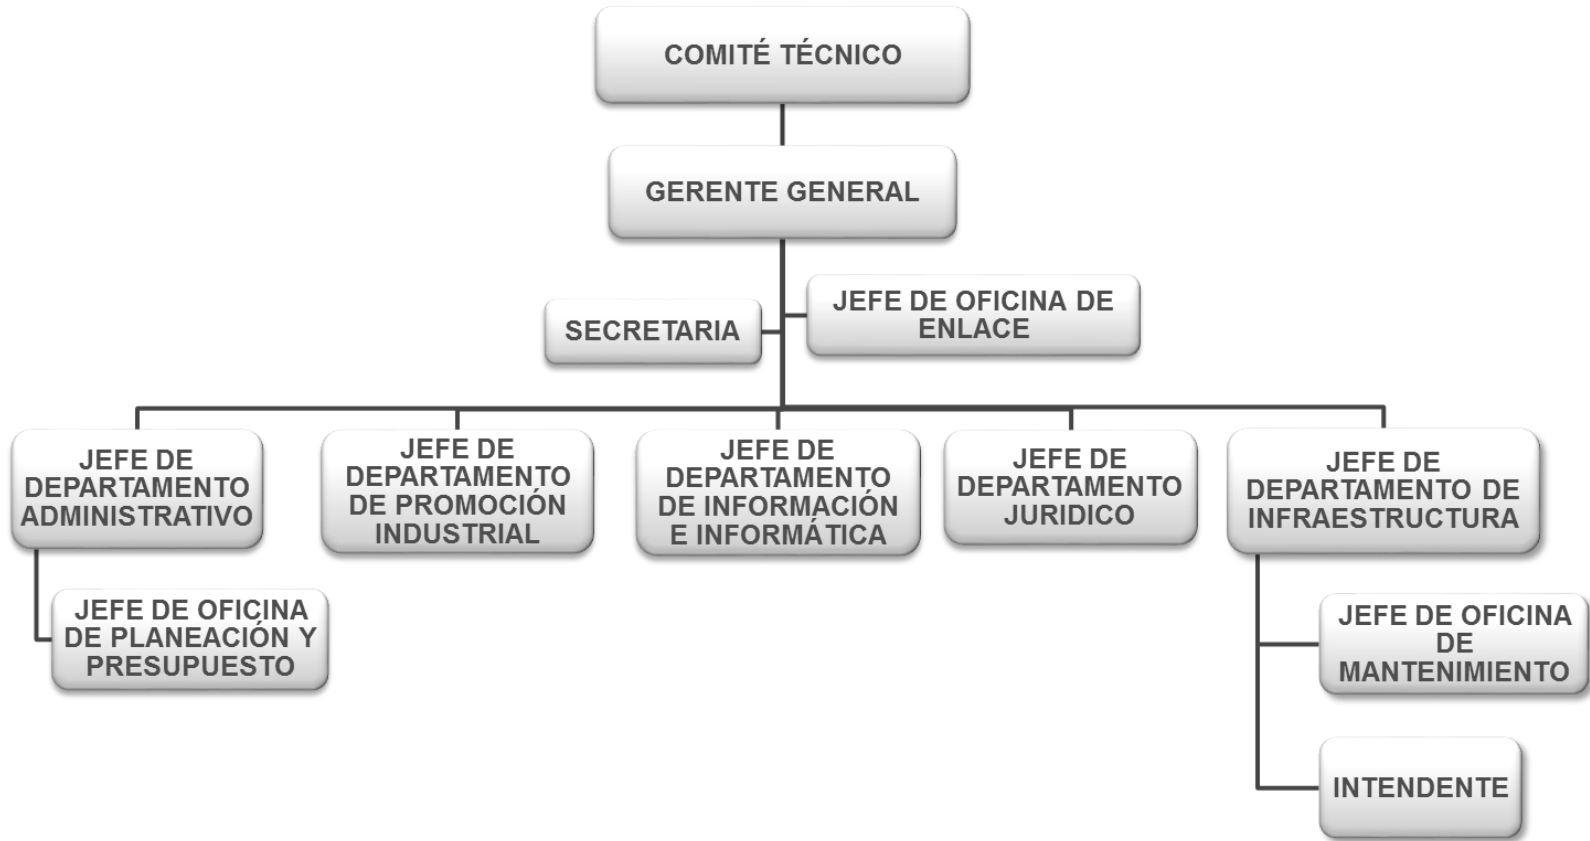 COMITÉ TÉCNICO
GERENTE GENERAL
JEFE DE OFICINA DE
ENLACE
SECRETARIA
JEFE DE
DEPARTAMENTO
ADMINISTRATIVO
JEFE DE
DEPARTAMENTO
DE PROMOCIÓN
INDUSTRIAL
JEFE DE
DEPARTAMENTO
DE INFORMACIÓN
E INFORMÁTICA
JEFE DE
DEPARTAMENTO
JURIDICO
JEFE DE
DEPARTAMENTO DE
INFRAESTRUCTURA
JEFE DE OFICINA
DE PLANEACIÓN Y
PRESUPUESTO
JEFE DE OFICINA
DE
MANTENIMIENTO
INTENDENTE